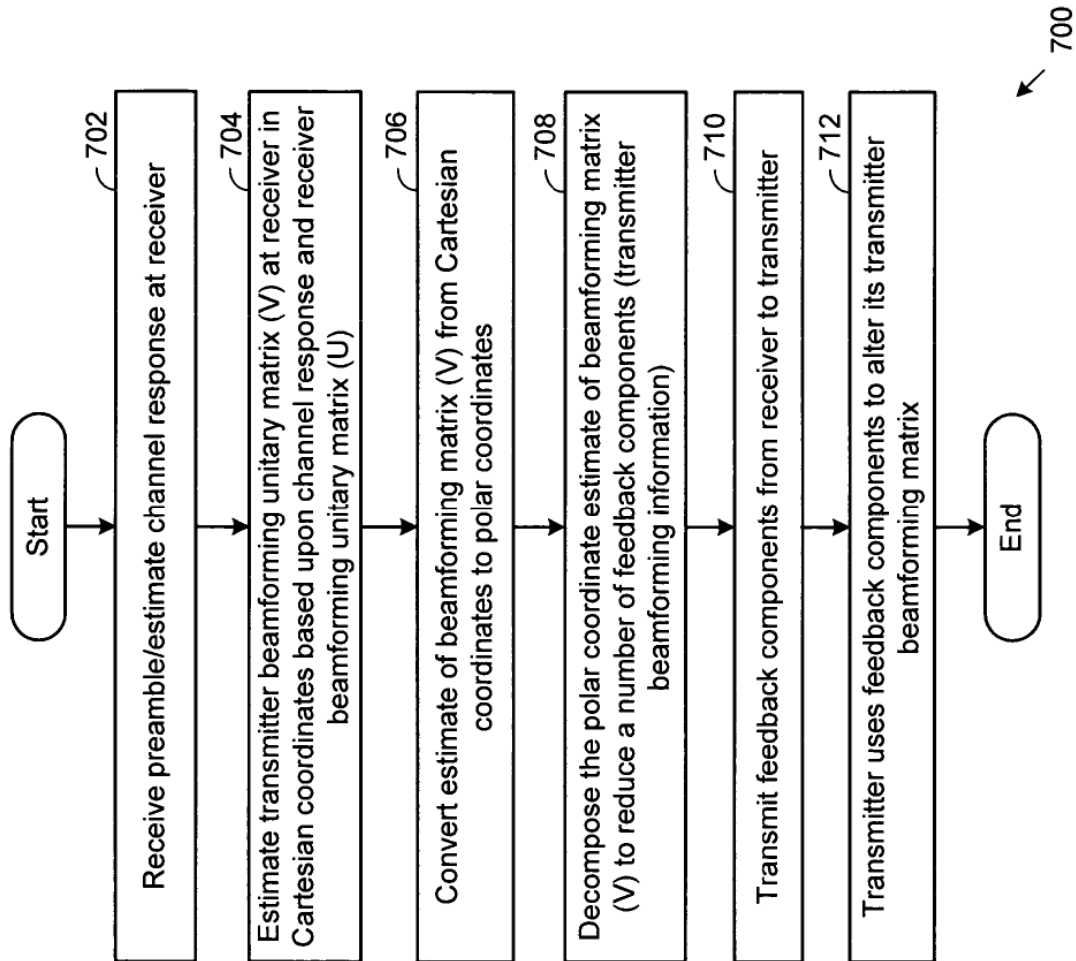 Start
702
Receive preamble/estimate channel response at receiver
704
Estimate transmitter beamforming unitary matrix (V) at receiver in
Cartesian coordinates based upon channel response and receiver
beamforming unitary matrix (U)
706
Convert estimate of beamforming matrix (V) from Cartesian
coordinates to polar coordinates
708
Decompose the polar coordinate estimate of beamforming matrix
(V) to reduce a number of feedback components (transmitter
beamforming information)
710
Transmit feedback components from receiver to transmitter
712
Transmitter uses feedback components to alter its transmitter
beamforming matrix
End
700